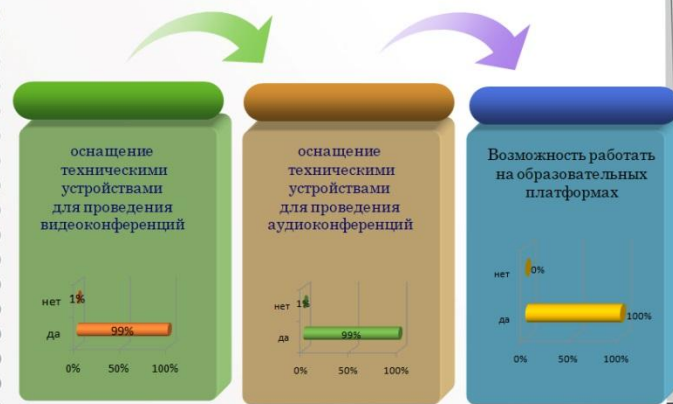 оснащение
техническими
устройствами
для проведения
видеоконференций
нет 1%
да 99%
0% 50% 100%
оснащение
техническими
устройствами
для проведения
аудиоконференций
нет 1%
да 99%
0% 50% 100%
Возможность работать
на образовательных
платформах
нет 0%
да 100%
0% 50% 100%